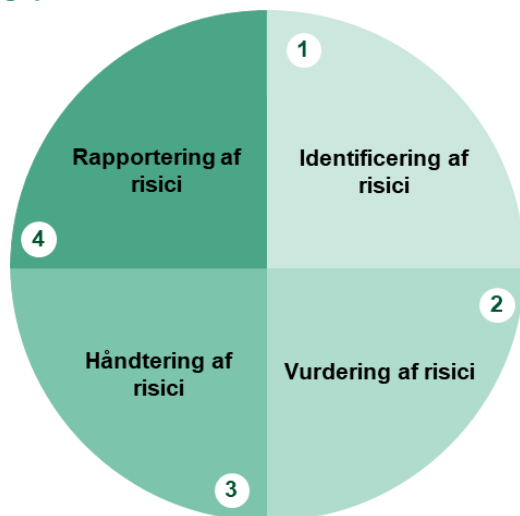 1
Identificering af
risici
2
Vurdering af risici
3
Håndtering af
risici
4
Rapportering af
risici